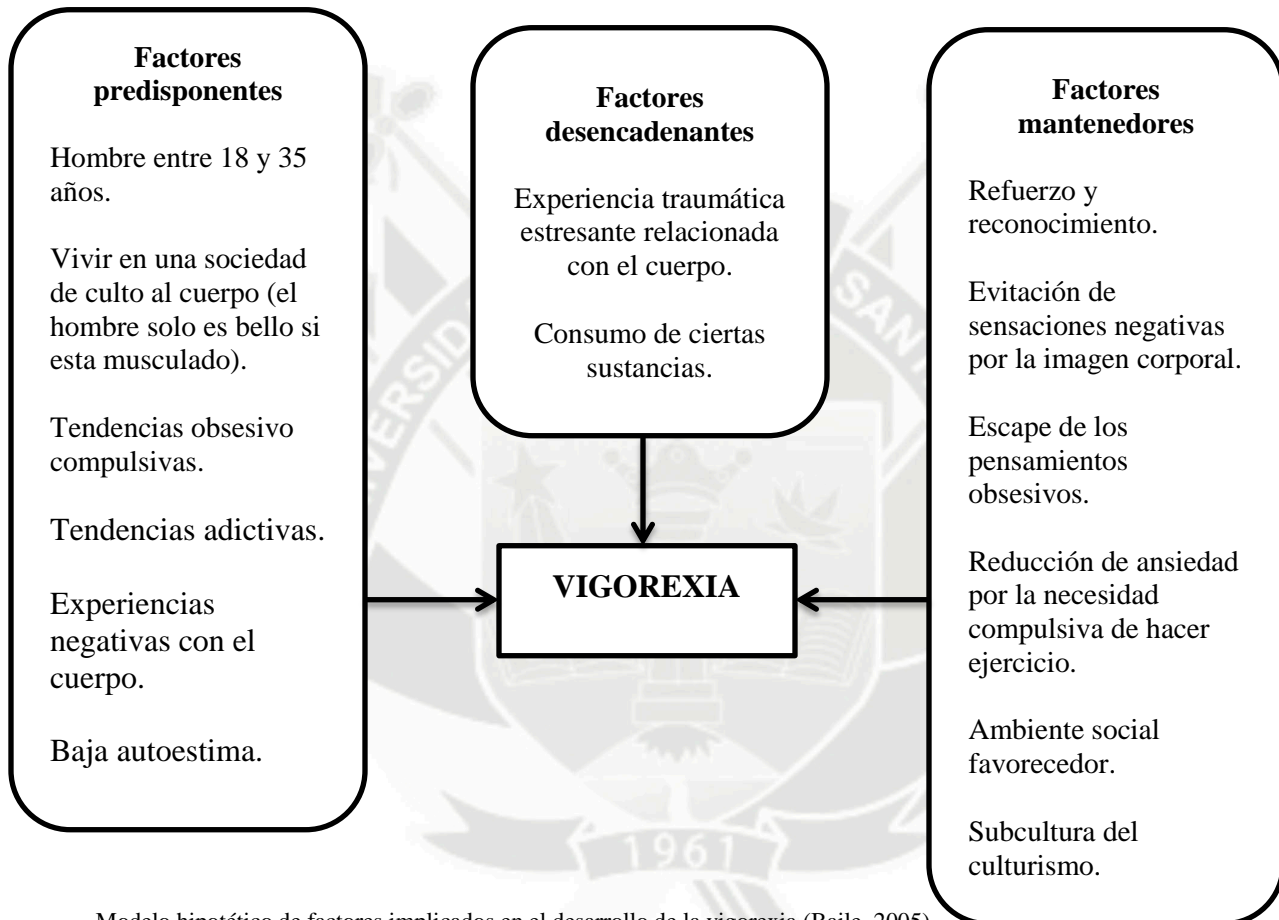 Factores
predisponentes
Hombre entre 18 y 35
años.
Vivir en una sociedad
de culto al cuerpo (el
hombre solo es bello si
esta musculado).
Tendencias obsesivo
compulsivas.
Tendencias adictivas.
Experiencias
negativas con el
cuerpo.
Baja autoestima.
Factores
desencadenantes
Experiencia traumática
estresante relacionada
con el cuerpo.
Consumo de ciertas
sustancias.
VIGOREXIA
Factores
mantenedores
Refuerzo y
reconocimiento.
Evitación de
sensaciones negativas
por la imagen corporal.
Escape de los
pensamientos
obsesivos.
Reducción de ansiedad
por la necesidad
compulsiva de hacer
ejercicio.
Ambiente social
favorecedor.
Subcultura del
culturismo.
1961
Modelo hipotético de factores implicados en el desarrollo de la vigorexia (Baile, 2005)